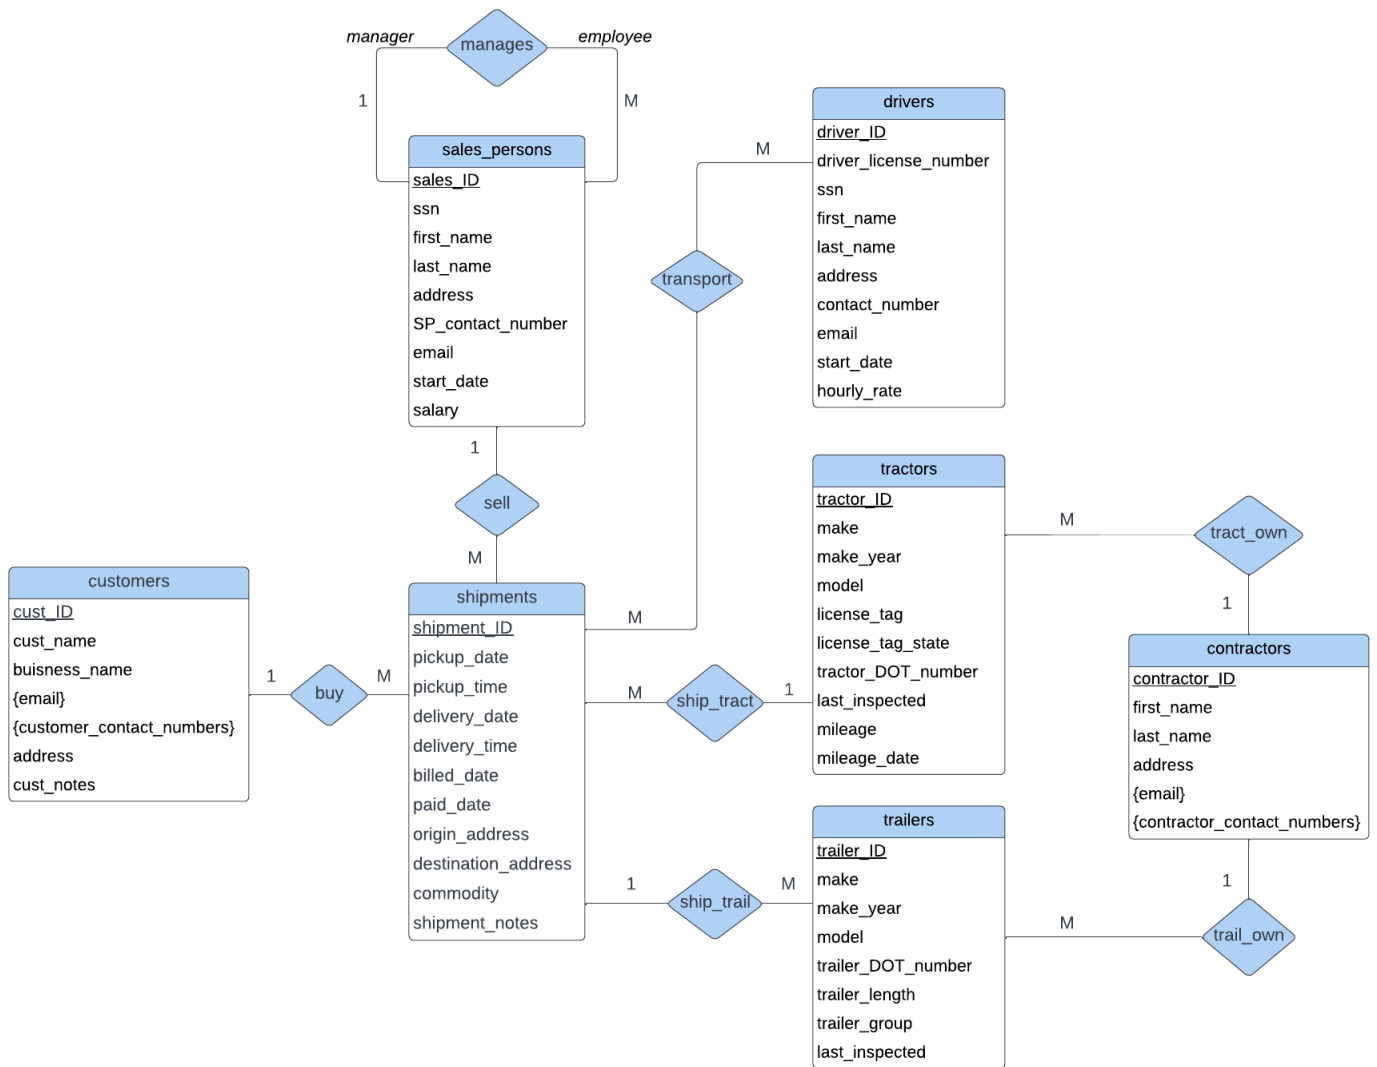 manager
manages
employee
1
M
sales_persons
sales_ID
ssn
first_name
last_name
address
SP_contact_number
email
start_date
salary
drivers
driver_ID
driver_license_number
ssn
first_name
last_name
address
contact_number
email
start_date
hourly_rate
M
transport
M
1
sell
M
customers
cust_ID
cust_name
buisness_name
{email}
{customer_contact_numbers}
address
cust_notes
1
buy
M
shipments
shipment_ID
pickup_date
pickup_time
delivery_date
delivery_time
billed_date
paid_date
origin_address
destination_address
commodity
shipment_notes
M
ship_tract
1
1
ship_trail
M
tractors
tractor_ID
make
make_year
model
license_tag
license_tag_state
tractor_DOT_number
last_inspected
mileage
mileage_date
M
tract_own
1
contractors
contractor_ID
first_name
last_name
address
{email}
{contractor_contact_numbers}
1
trail_own
M
trailers
trailer_ID
make
make_year
model
trailer_DOT_number
trailer_length
trailer_group
last_inspected